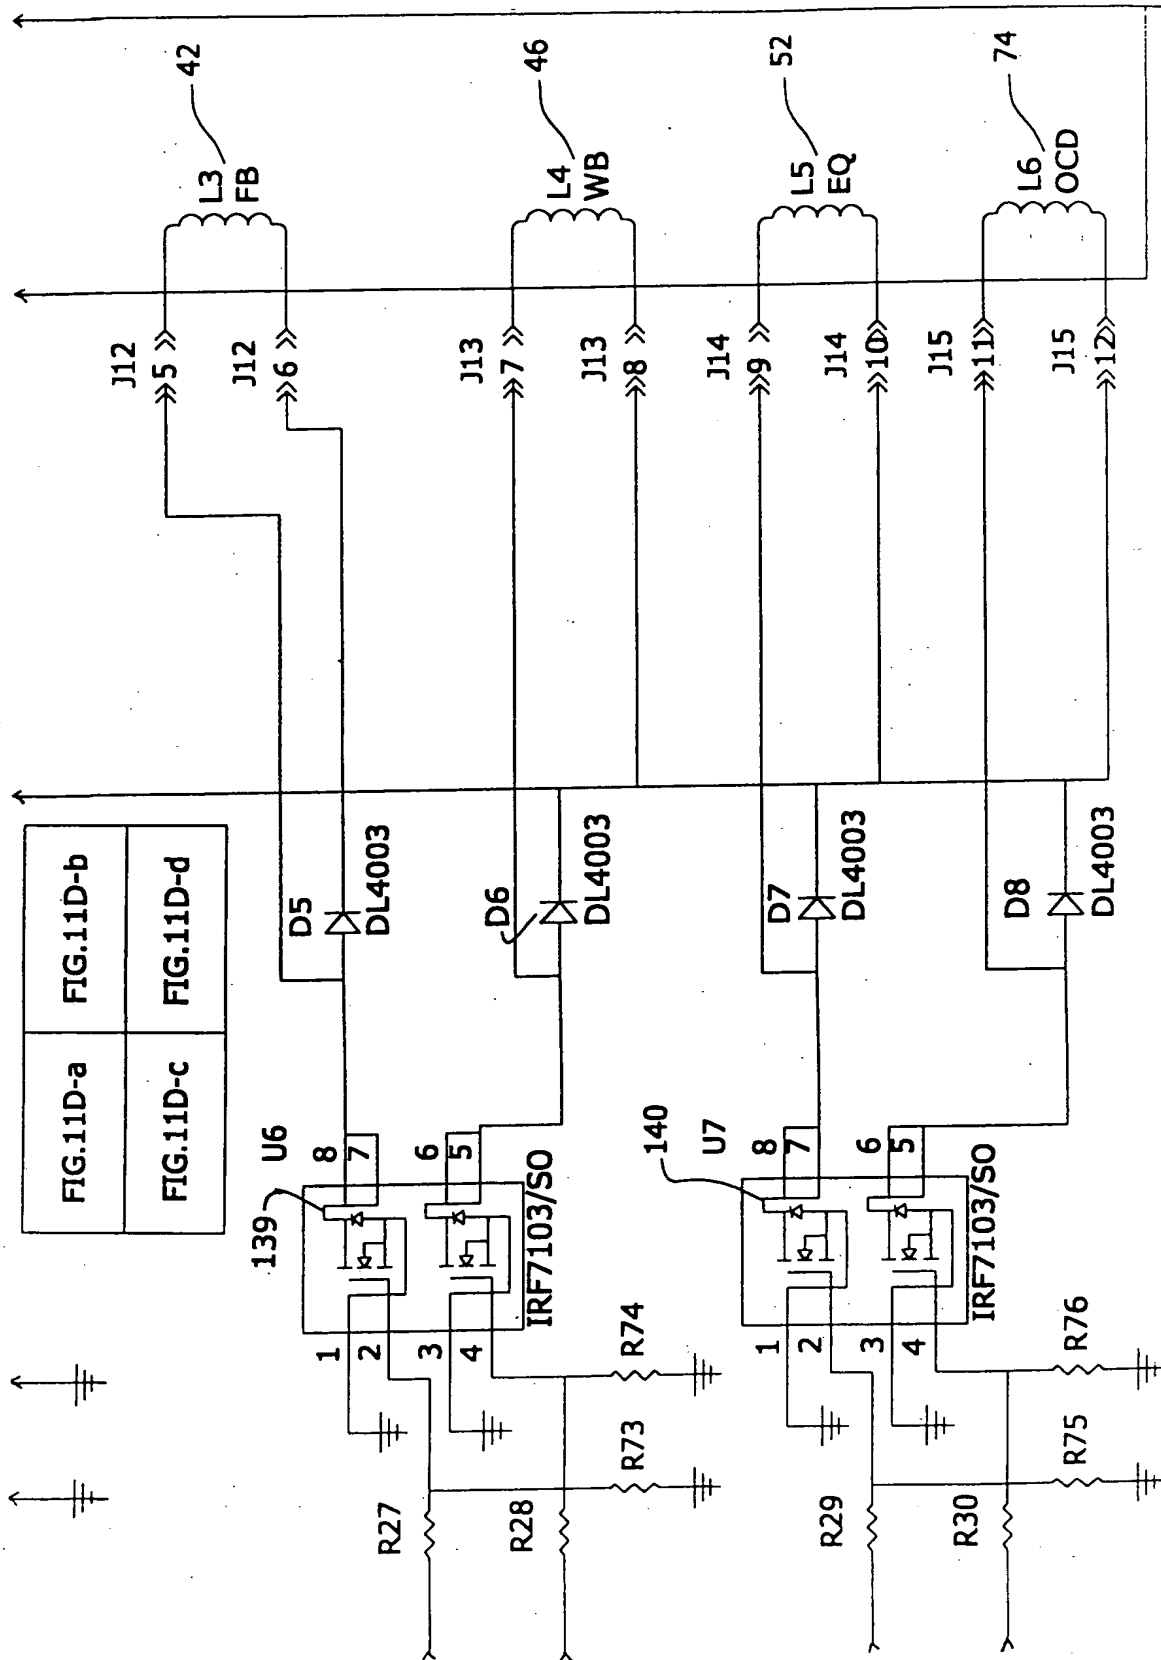 FIG.11D-a
FIG.11D-b
FIG.11D-c
FIG.11D-d
42
L3
FB
J12
5
J12
6
46
L4
WB
J13
7
J13
8
52
L5
EQ
J14
9
J14
10
74
L6
OCD
J15
11
J15
12
D5
DL4003
D6
DL4003
D7
DL4003
D8
DL4003
139
U6
8
7
6
5
1
2
3
4
IRF7103/SO
R27
R28
R73
R74
140
U7
8
7
6
5
1
2
3
4
IRF7103/SO
R29
R30
R75
R76